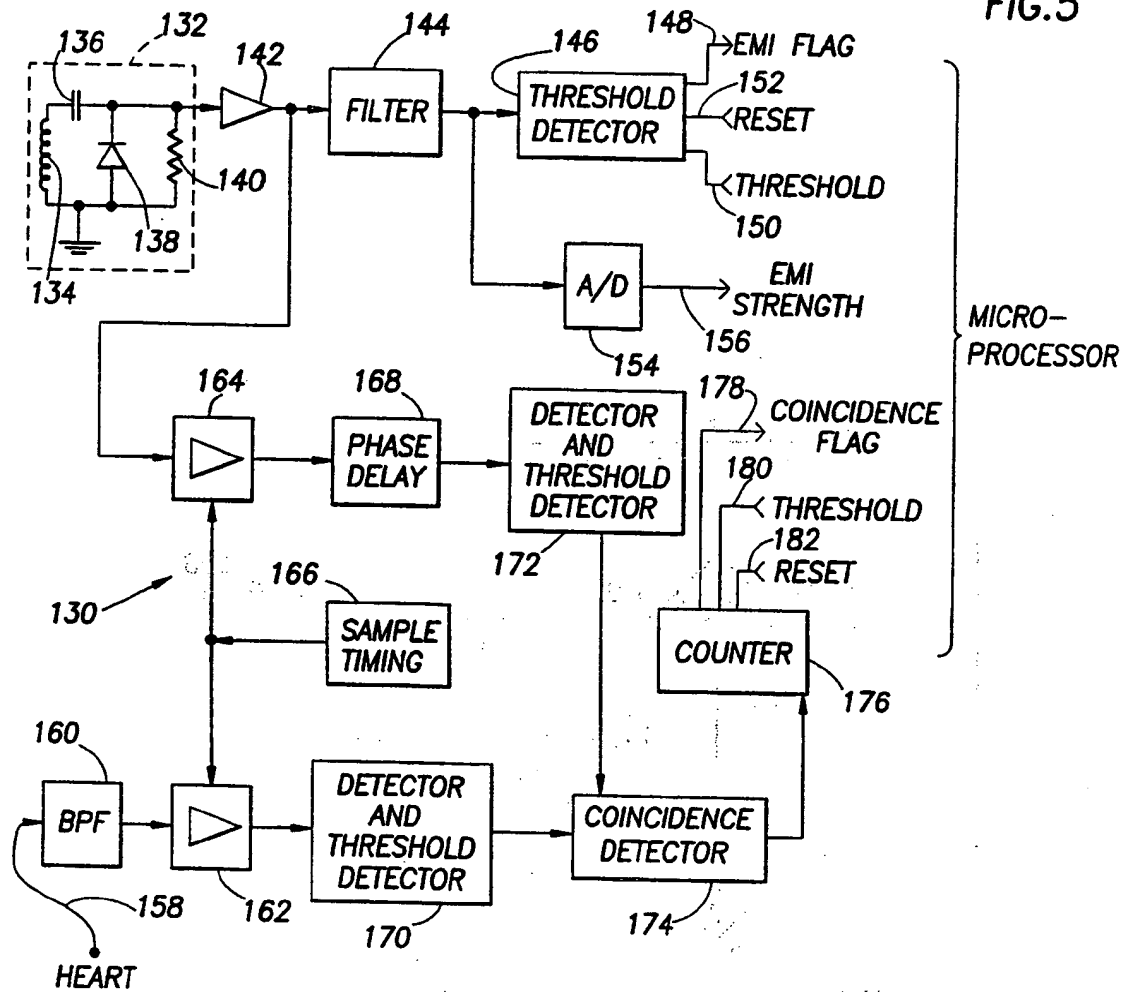 FIG.5
136
132
142
144
146
148
EMI FLAG
152
RESET
THRESHOLD
150
FILTER
THRESHOLD
DETECTOR
140
138
134
A/D
154
EMI
STRENGTH
156
MICRO-
PROCESSOR
164
168
PHASE
DELAY
DETECTOR
AND
THRESHOLD
DETECTOR
172
178
COINCIDENCE
FLAG
180
THRESHOLD
182
RESET
130
166
SAMPLE
TIMING
COUNTER
176
160
BPF
162
DETECTOR
AND
THRESHOLD
DETECTOR
170
COINCIDENCE
DETECTOR
174
158
HEART